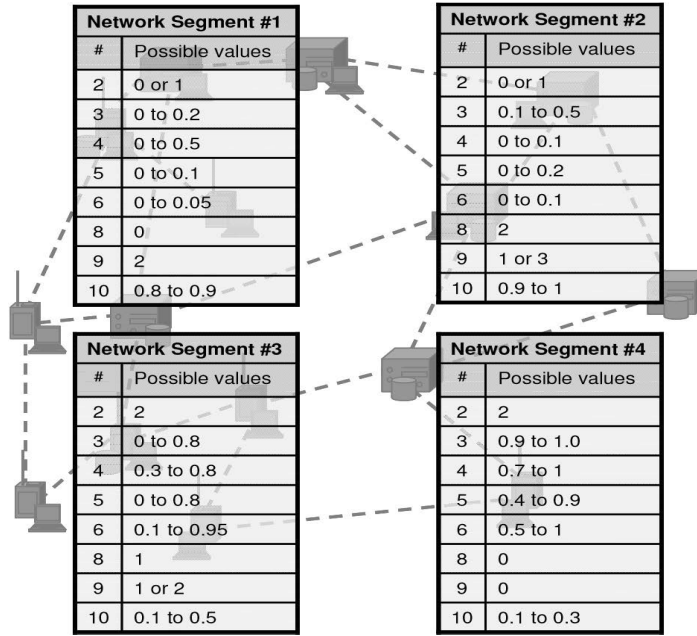 Network Segment #1
# Possible values
2 0 or 1
3 0 to 0.2
4 0 to 0.5
5 0 to 0.1
6 0 to 0.05
8 0
9 2
10 0.8 to 0.9
Network Segment #2
# Possible values
2 0 or 1
3 0.1 to 0.5
4 0 to 0.1
5 0 to 0.2
6 0 to 0.1
8 2
9 1 or 3
10 0.9 to 1
Network Segment #3
# Possible values
2 2
3 0 to 0.8
4 0.3 to 0.8
5 0 to 0.8
6 0.1 to 0.95
8 1
9 1 or 2
10 0.1 to 0.5
Network Segment #4
# Possible values
2 2
3 0.9 to 1.0
4 0.7 to 1
5 0.4 to 0.9
6 0.5 to 1
8 0
9 0
10 0.1 to 0.3